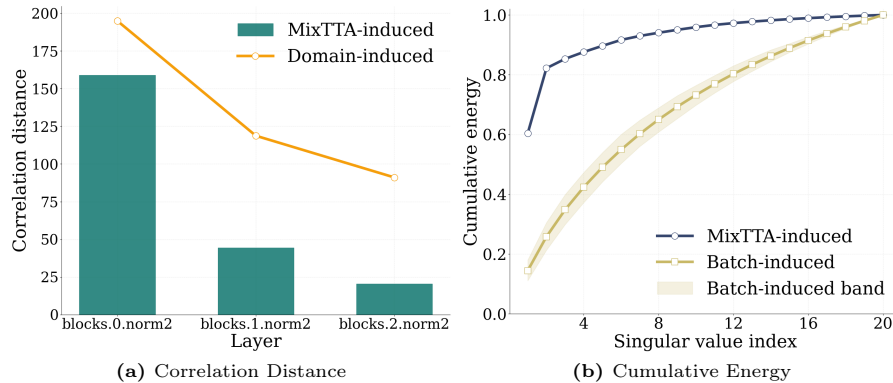 200
175
150
125
100
75
50
25
0
Correlation distance
MixTTA-induced
Domain-induced
blocks.0.norm2 blocks.1.norm2 blocks.2.norm2
Layer
(a) Correlation Distance
1.0
0.8
0.6
0.4
0.2
0.0
Cumulative energy
MixTTA-induced
Batch-induced
Batch-induced band
4 8 12 16 20
Singular value index
(b) Cumulative Energy